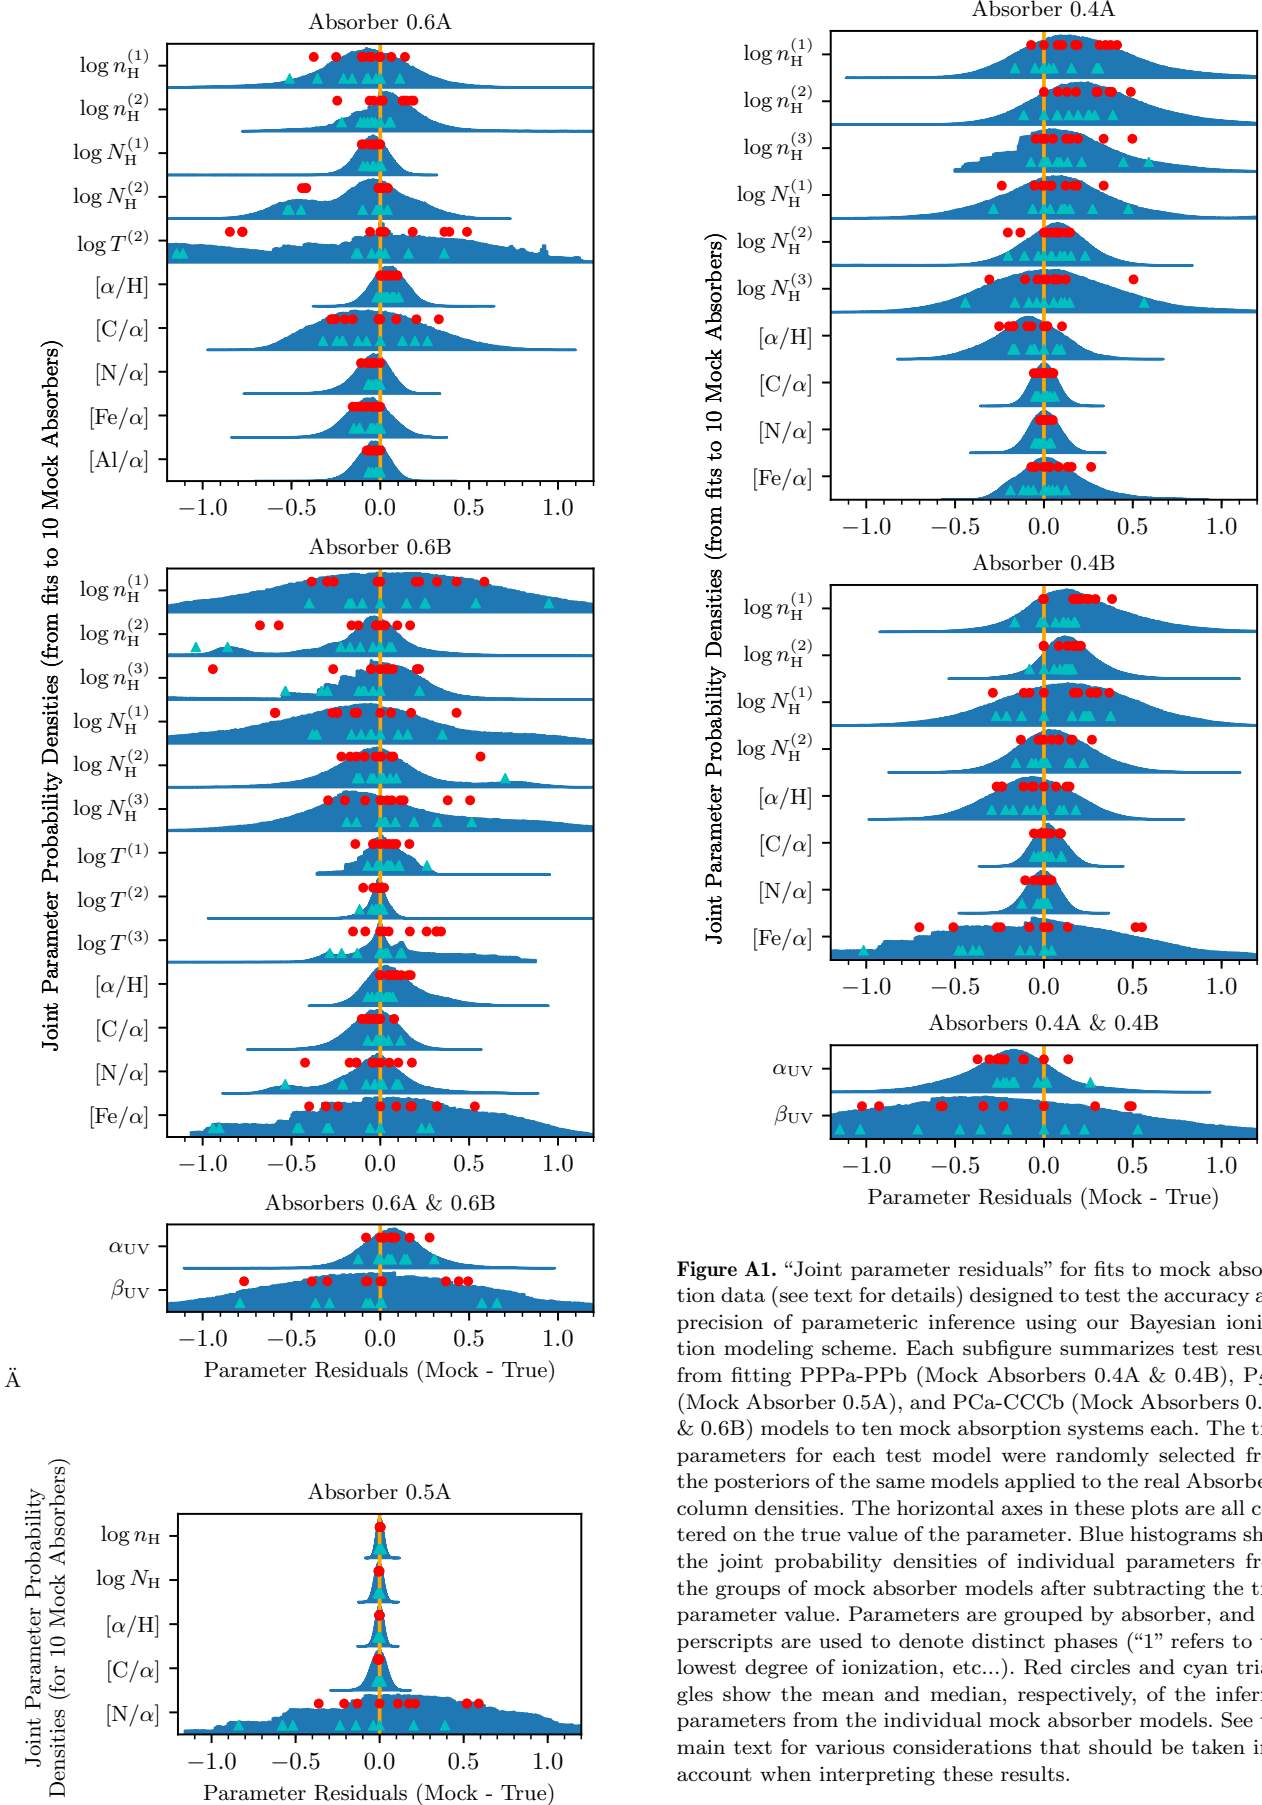 Absorber 0.6A
log n_H^(1)
log n_H^(2)
log N_H^(1)
log N_H^(2)
log T^(2)
[α/H]
[C/α]
[N/α]
[Fe/α]
[Al/α]
−1.0 −0.5 0.0 0.5 1.0
Joint Parameter Probability Densities (from fits to 10 Mock Absorbers)
Absorber 0.6B
log n_H^(1)
log n_H^(2)
log n_H^(3)
log N_H^(1)
log N_H^(2)
log N_H^(3)
log T^(1)
log T^(2)
log T^(3)
[α/H]
[C/α]
[N/α]
[Fe/α]
−1.0 −0.5 0.0 0.5 1.0
Absorbers 0.6A & 0.6B
α_UV
β_UV
−1.0 −0.5 0.0 0.5 1.0
Parameter Residuals (Mock - True)
Ä
Joint Parameter Probability
Densities (for 10 Mock Absorbers)
Absorber 0.5A
log n_H
log N_H
[α/H]
[C/α]
[N/α]
−1.0 −0.5 0.0 0.5 1.0
Parameter Residuals (Mock - True)
Absorber 0.4A
log n_H^(1)
log n_H^(2)
log n_H^(3)
log N_H^(1)
log N_H^(2)
log N_H^(3)
[α/H]
[C/α]
[N/α]
[Fe/α]
−1.0 −0.5 0.0 0.5 1.0
Joint Parameter Probability Densities (from fits to 10 Mock Absorbers)
Absorber 0.4B
log n_H^(1)
log n_H^(2)
log N_H^(1)
log N_H^(2)
[α/H]
[C/α]
[N/α]
[Fe/α]
−1.0 −0.5 0.0 0.5 1.0
Absorbers 0.4A & 0.4B
α_UV
β_UV
−1.0 −0.5 0.0 0.5 1.0
Parameter Residuals (Mock - True)
Figure A1. “Joint parameter residuals” for fits to mock absor
tion data (see text for details) designed to test the accuracy a
precision of parameteric inference using our Bayesian ioni
tion modeling scheme. Each subfigure summarizes test resu
from fitting PPPa-PPb (Mock Absorbers 0.4A & 0.4B), P
(Mock Absorber 0.5A), and PCa-CCCb (Mock Absorbers 0.
& 0.6B) models to ten mock absorption systems each. The tr
parameters for each test model were randomly selected fr
the posteriors of the same models applied to the real Absorbe
column densities. The horizontal axes in these plots are all ce
tered on the true value of the parameter. Blue histograms sh
the joint probability densities of individual parameters fr
the groups of mock absorber models after subtracting the tr
parameter value. Parameters are grouped by absorber, and
perscripts are used to denote distinct phases (“1” refers to t
lowest degree of ionization, etc...). Red circles and cyan tria
gles show the mean and median, respectively, of the inferr
parameters from the individual mock absorber models. See t
main text for various considerations that should be taken in
account when interpreting these results.